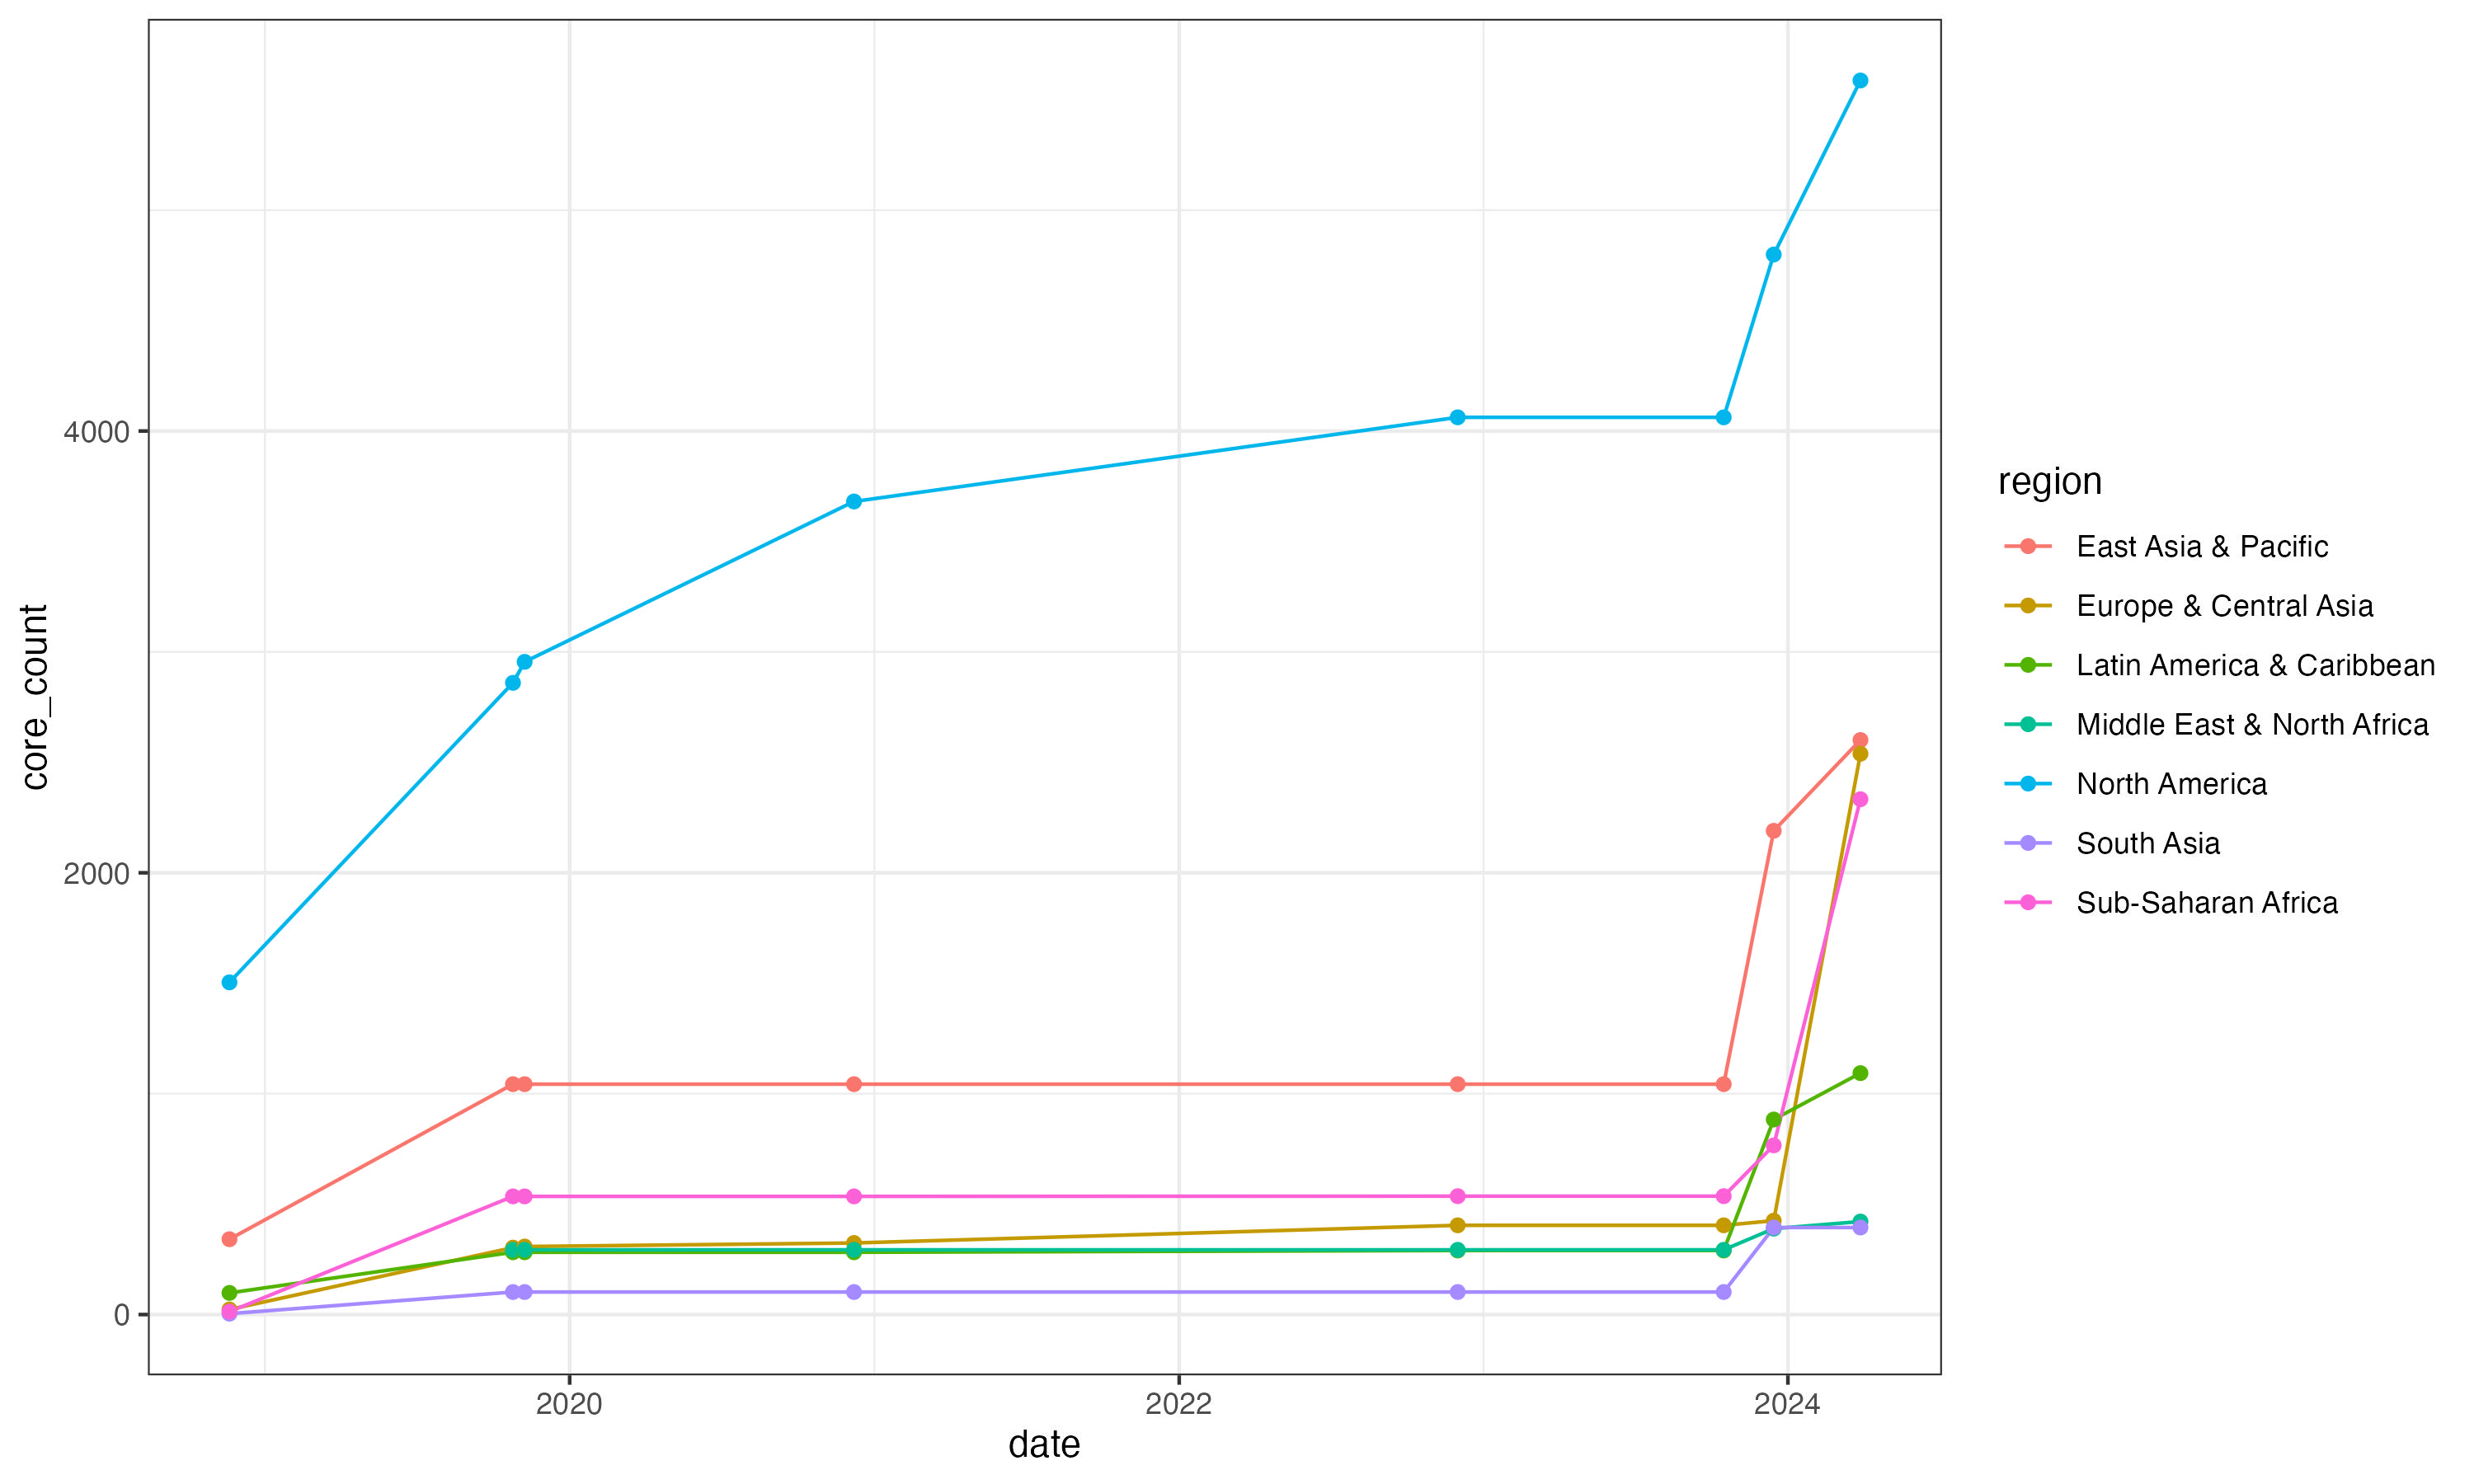 core_count
4000
2000
0
2020
2022
2024
date
region
East Asia & Pacific
Europe & Central Asia
Latin America & Caribbean
Middle East & North Africa
North America
South Asia
Sub-Saharan Africa